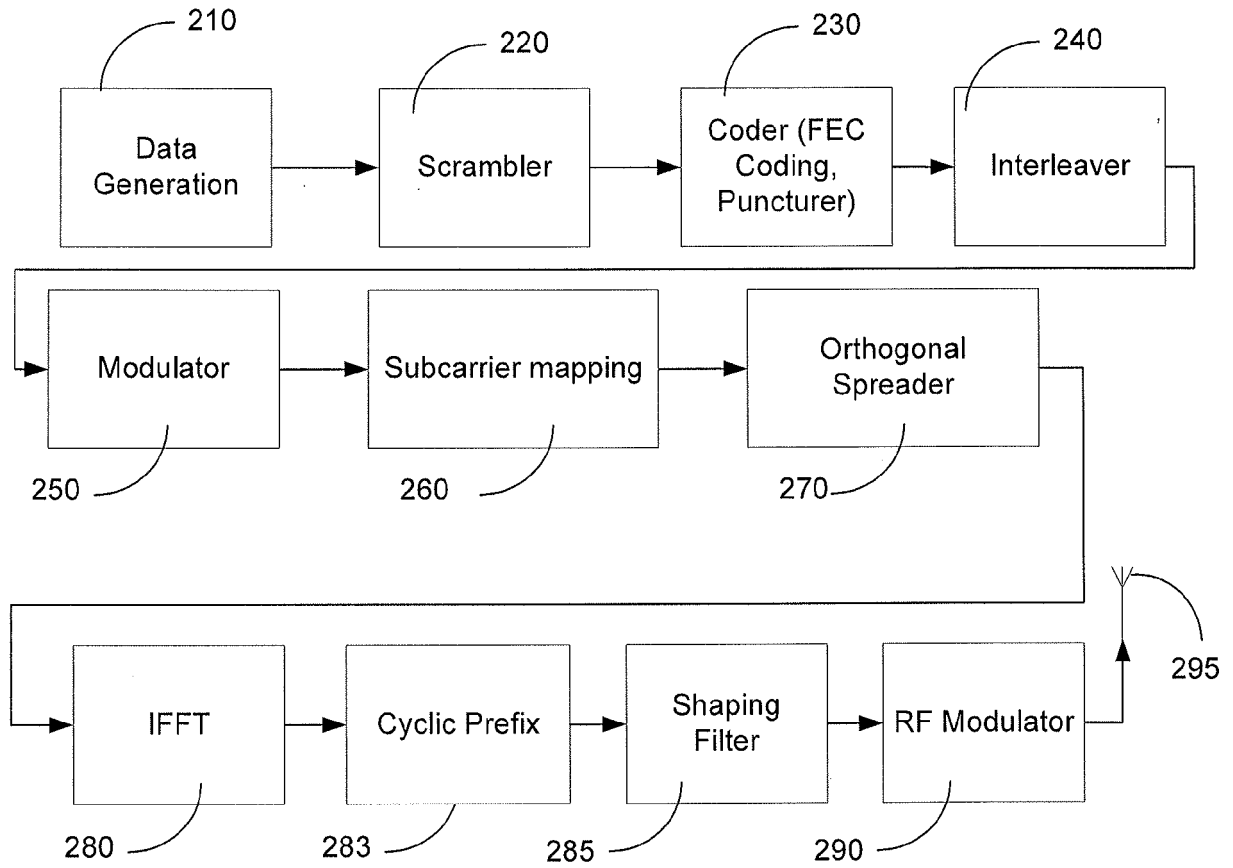 210
220
230
240
Data
Generation
Scrambler
Coder (FEC
Coding,
Puncturer)
Interleaver
Modulator
Subcarrier mapping
Orthogonal
Spreader
250
260
270
295
IFFT
Cyclic Prefix
Shaping
Filter
RF Modulator
280
283
285
290